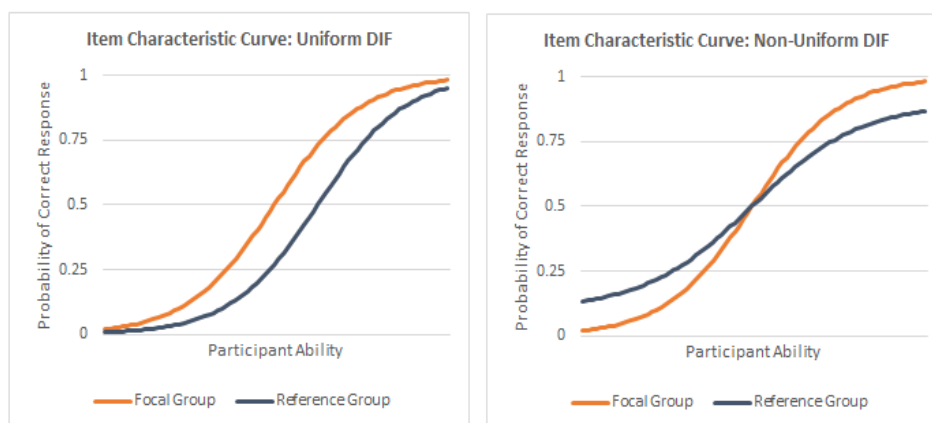 Item Characteristic Curve: Uniform DIF
Probability of Correct Response
1
0.75
0.5
0.25
0
Participant Ability
Focal Group
Reference Group
Item Characteristic Curve: Non-Uniform DIF
Probability of Correct Response
1
0.75
0.5
0.25
0
Participant Ability
Focal Group
Reference Group